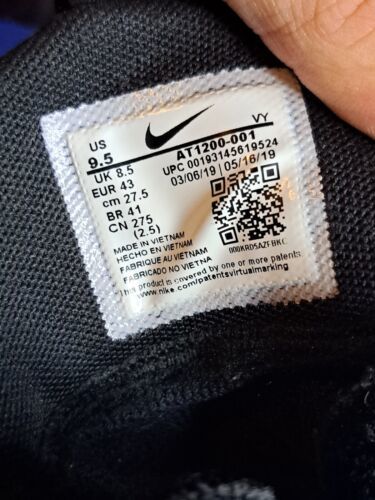 US
9.5
UK 8.5
EUR 43
cm 27.5
BR 41
CN 275
(2.5)
VY
AT1200-001
UPC 00193145619524
03/06/19 | 05/16/19
MADE IN VIETNAM
HECHO EN VIETNAM
FABRIQUE AU VIETNAM
FABRICADO NO VIETNA
This product is covered by one or more patents
www.nike.com/patentsvirtualmarking